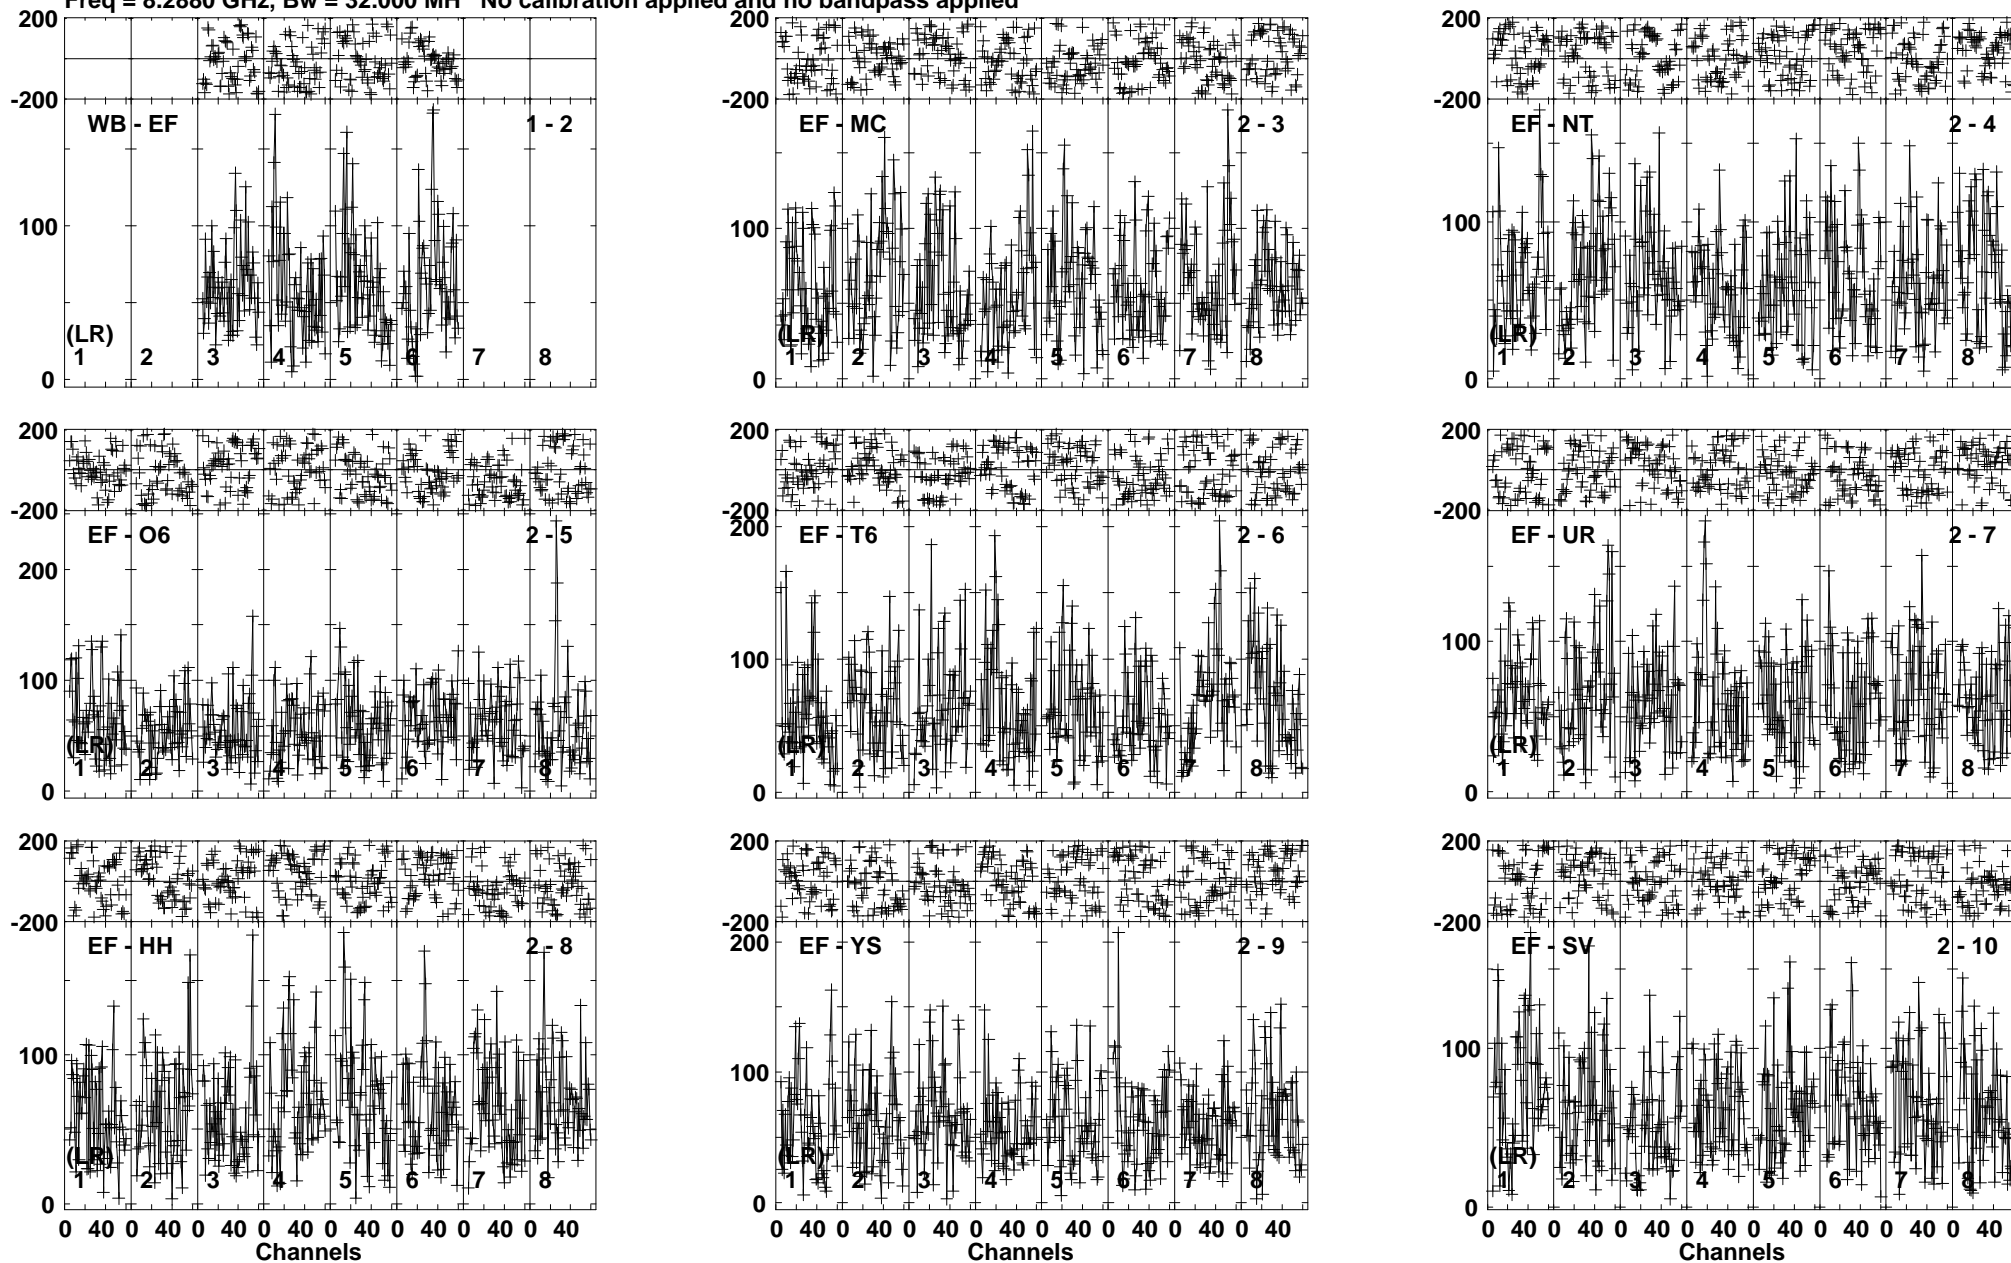 Freq = 8.2880 GHz, Bw = 32.000 MH No calibration applied and no bandpass applied
200
-200
WB - EF 1 - 2
100
(LR)
1 2 3 4 5 6 7 8
0
200
-200
EF - MC 2 - 3
100
(LR)
1 2 3 4 5 6 7 8
0
200
-200
EF - NT 2 - 4
100
(LR)
1 2 3 4 5 6 7 8
0
200
-200
EF - O6 2 - 5
200
100
(LR)
1 2 3 4 5 6 7 8
0
200
-200
200
EF - T6 2 - 6
100
(LR)
1 2 3 4 5 6 7 8
0
200
-200
EF - UR 2 - 7
100
(LR)
1 2 3 4 5 6 7 8
0
200
-200
EF - HH 2 - 8
100
(LR)
1 2 3 4 5 6 7 8
0
0 40 0 40 0 40 0 40 0 40 0 40 0 40 0 40
Channels
200
-200
200
EF - YS 2 - 9
100
(LR)
1 2 3 4 5 6 7 8
0
0 40 0 40 0 40 0 40 0 40 0 40 0 40 0 40
200
-200
EF - SV 2 - 10
100
(LR)
1 2 3 4 5 6 7 8
0
0 40 0 40 0 40 0 40 0 40 0 40 0 40 0 40
Channels